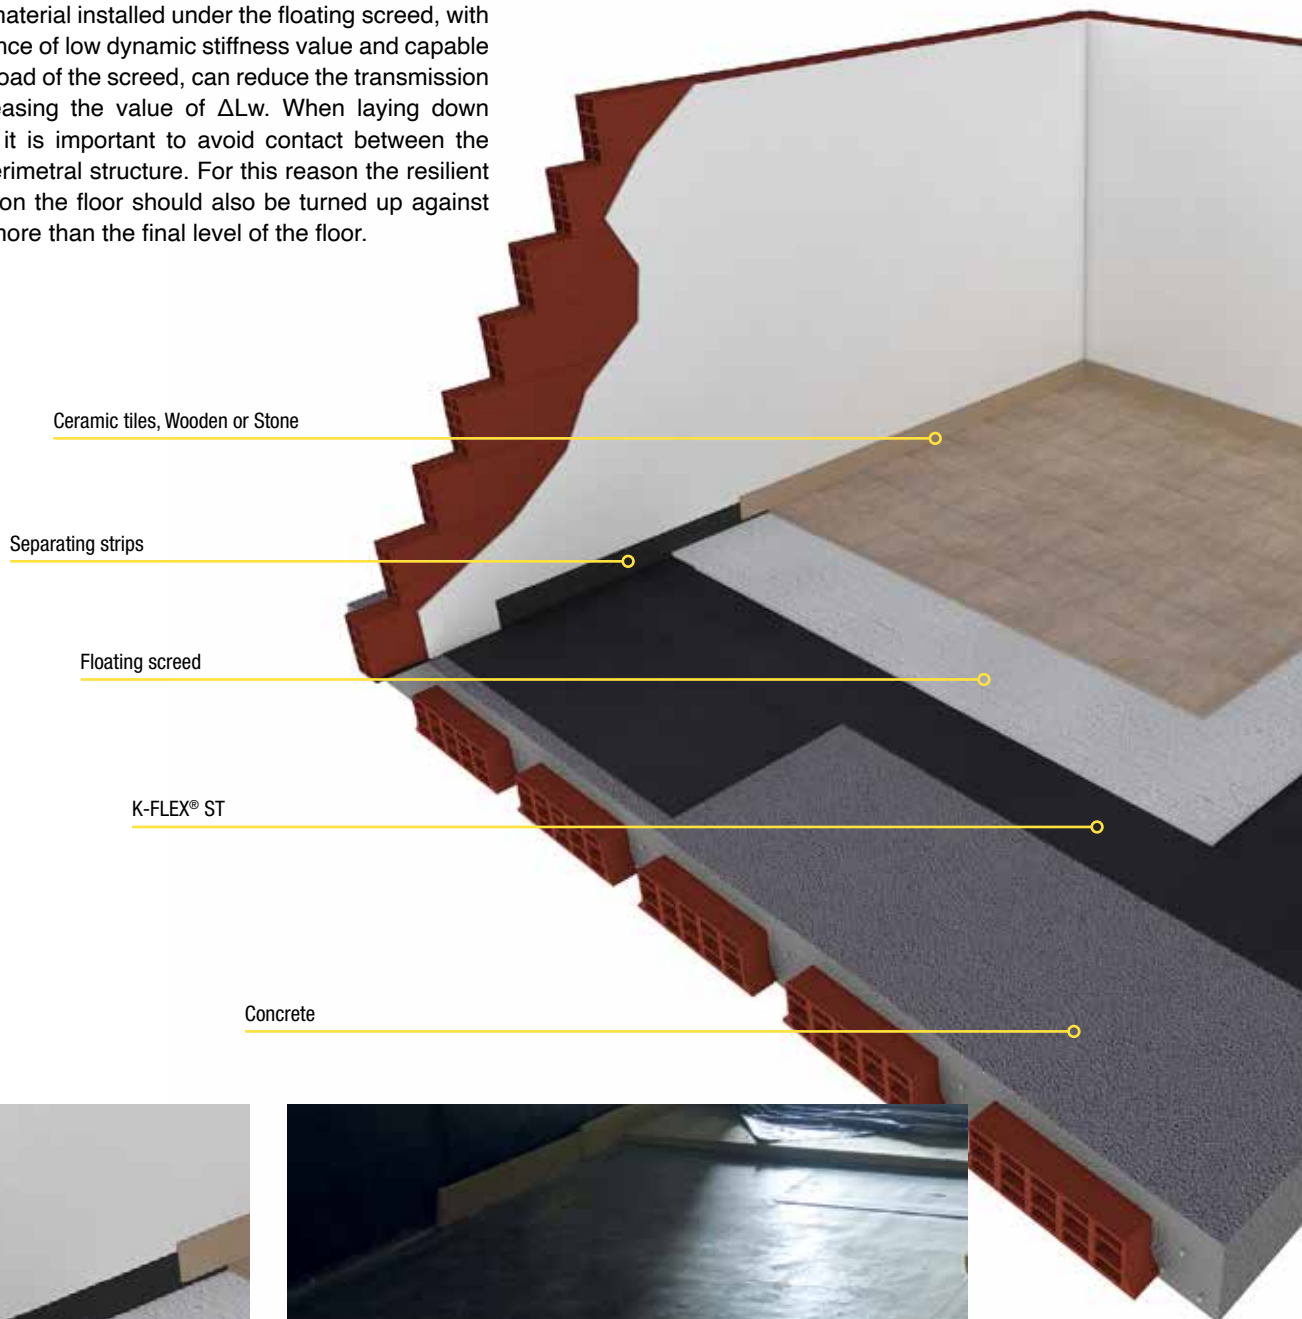 material installed under the floating screed, with
nce of low dynamic stiffness value and capable
oad of the screed, can reduce the transmission
easing the value of ΔLw. When laying down
it is important to avoid contact between the
erimetral structure. For this reason the resilient
on the floor should also be turned up against
more than the final level of the floor.
Ceramic tiles, Wooden or Stone
Separating strips
Floating screed
K-FLEX® ST
Concrete